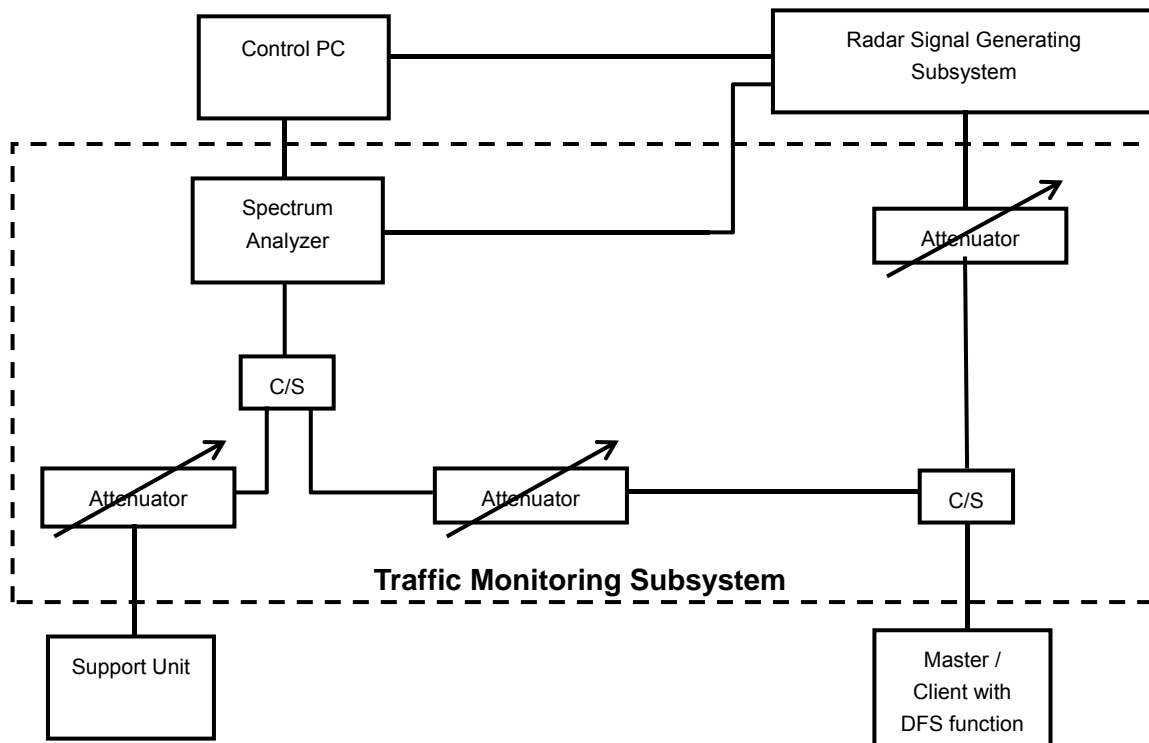 Control PC
Radar Signal Generating
Subsystem
Spectrum
Analyzer
Attenuator
C/S
Attenuator
Attenuator
C/S
Traffic Monitoring Subsystem
Support Unit
Master /
Client with
DFS function